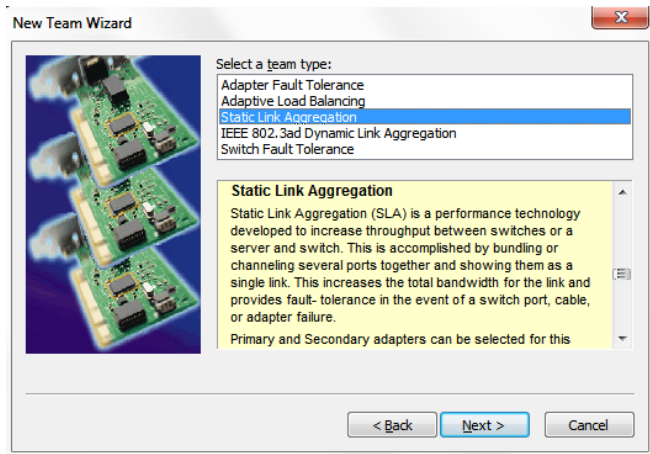 New Team Wizard
Select a team type:
Adapter Fault Tolerance
Adaptive Load Balancing
Static Link Aggregation
IEEE 802.3ad Dynamic Link Aggregation
Switch Fault Tolerance
Static Link Aggregation
Static Link Aggregation (SLA) is a performance technology
developed to increase throughput between switches or a
server and switch. This is accomplished by bundling or
channeling several ports together and showing them as a
single link. This increases the total bandwidth for the link and
provides fault- tolerance in the event of a switch port, cable,
or adapter failure.
Primary and Secondary adapters can be selected for this
< Back
Next >
Cancel